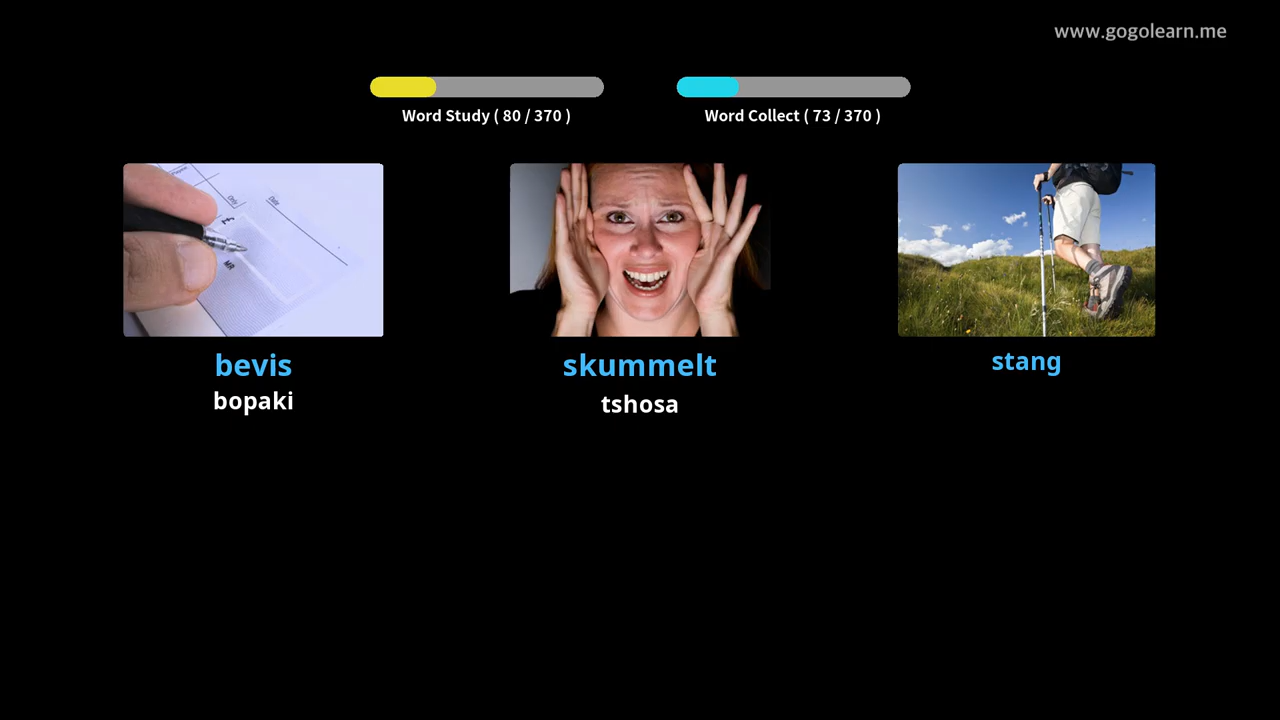 www.gogolearn.me
Word Study ( 80 / 370 )
Word Collect ( 73 / 370 )
bevis
bopaki
skummelt
tshosa
stang